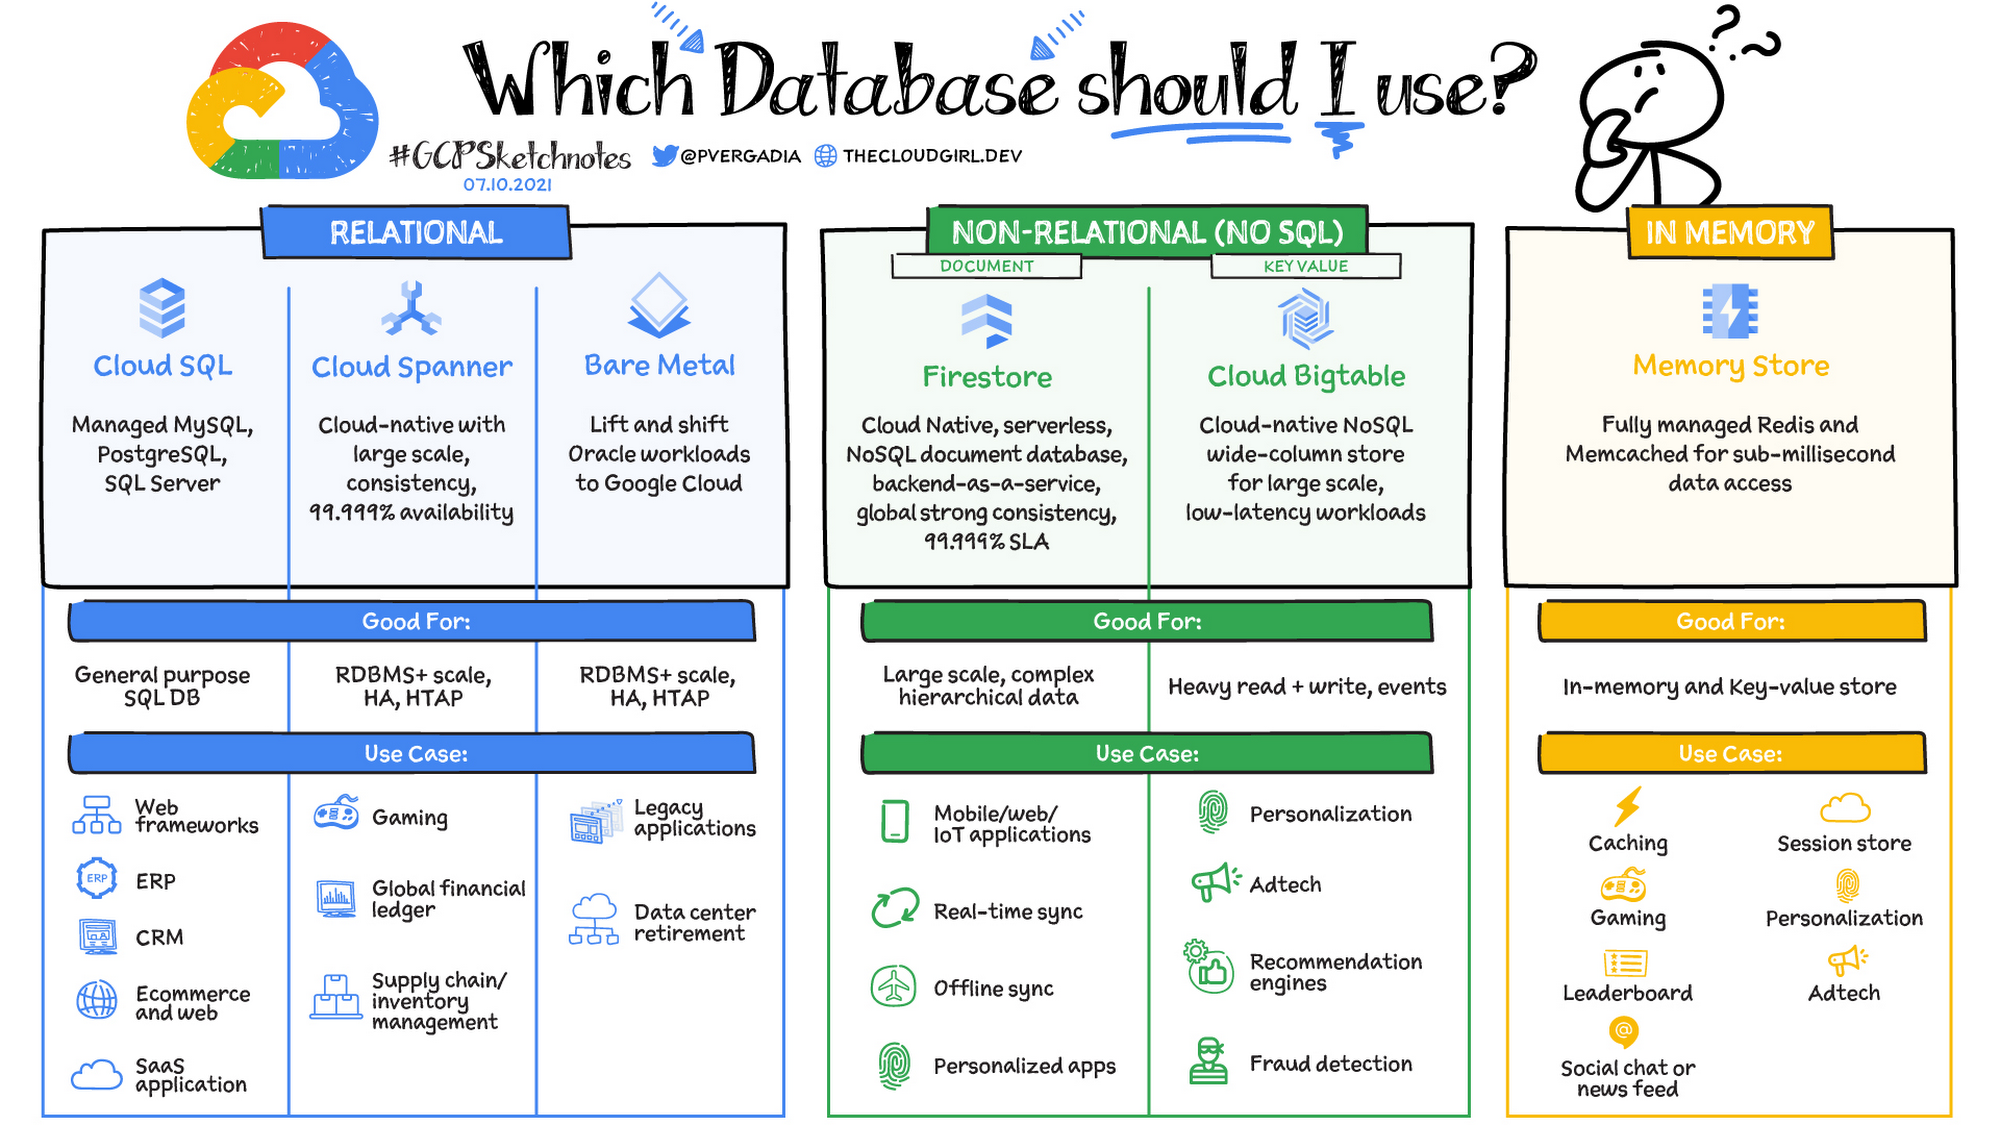 Which Database should I use?
#GCPSketchnotes
@PVERGADIA
THECLOUDGIRL.DEV
07.10.2021
RELATIONAL
Cloud SQL
Managed MySQL,
PostgreSQL,
SQL Server
Cloud Spanner
Cloud-native with
large scale,
consistency,
99.999% availability
Bare Metal
Lift and shift
Oracle workloads
to Google Cloud
Good For:
General purpose
SQL DB
RDBMS+ scale,
HA, HTAP
RDBMS+ scale,
HA, HTAP
Use Case:
Web
frameworks
ERP
ERP
CRM
Ecommerce
and web
SaaS
application
Gaming
Global financial
ledger
Supply chain/
inventory
management
Legacy
applications
Data center
retirement
NON-RELATIONAL (NO SQL)
DOCUMENT
Firestore
Cloud Native, serverless,
NoSQL document database,
backend-as-a-service,
global strong consistency,
99.999% SLA
KEY VALUE
Cloud Bigtable
Cloud-native NoSQL
wide-column store
for large scale,
low-latency workloads
Good For:
Large scale, complex
hierarchical data
Heavy read + write, events
Use Case:
Mobile/web/
IoT applications
Real-time sync
Offline sync
Personalized apps
Personalization
Adtech
Recommendation
engines
Fraud detection
IN MEMORY
Memory Store
Fully managed Redis and
Memcached for sub-millisecond
data access
Good For:
In-memory and Key-value store
Use Case:
Caching
Session store
Gaming
Personalization
Leaderboard
Adtech
@
Social chat or
news feed